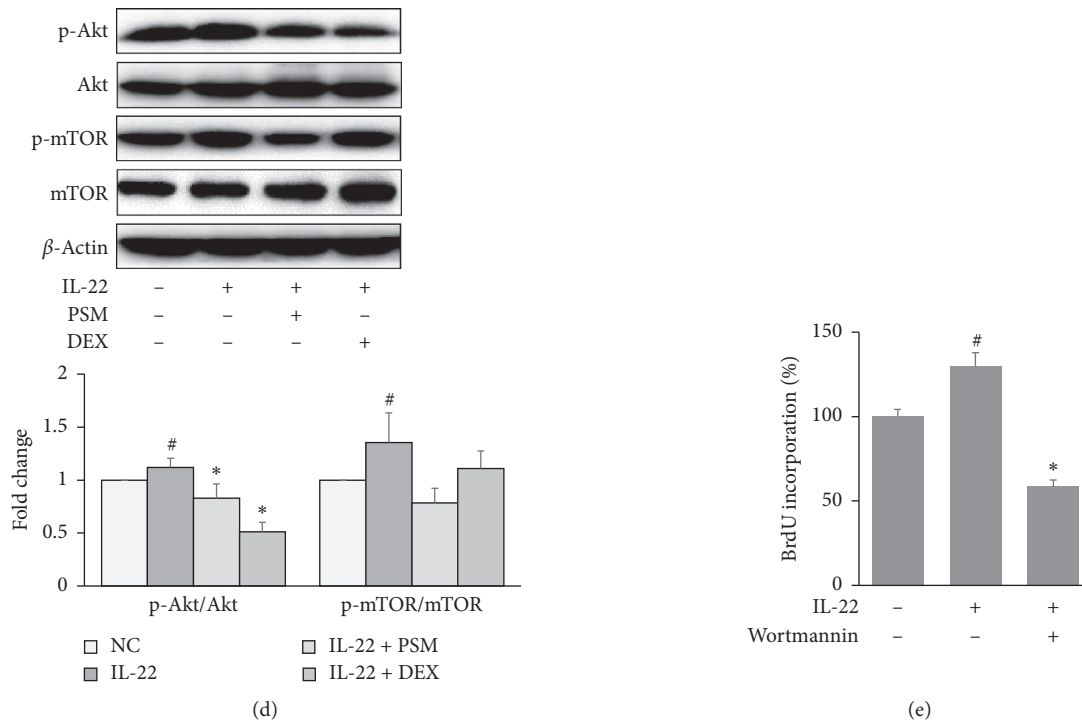 p-Akt
Akt
p-mTOR
mTOR
β-Actin
IL-22 – + + +
PSM – – + –
DEX – – – +
2
1.5
1
0.5
0
Fold change
#
*
*
#
p-Akt/Akt p-mTOR/mTOR
NC IL-22 + PSM
IL-22 IL-22 + DEX
(d)
150
100
50
0
BrdU incorporation (%)
#
*
IL-22 – + +
Wortmannin – – +
(e)